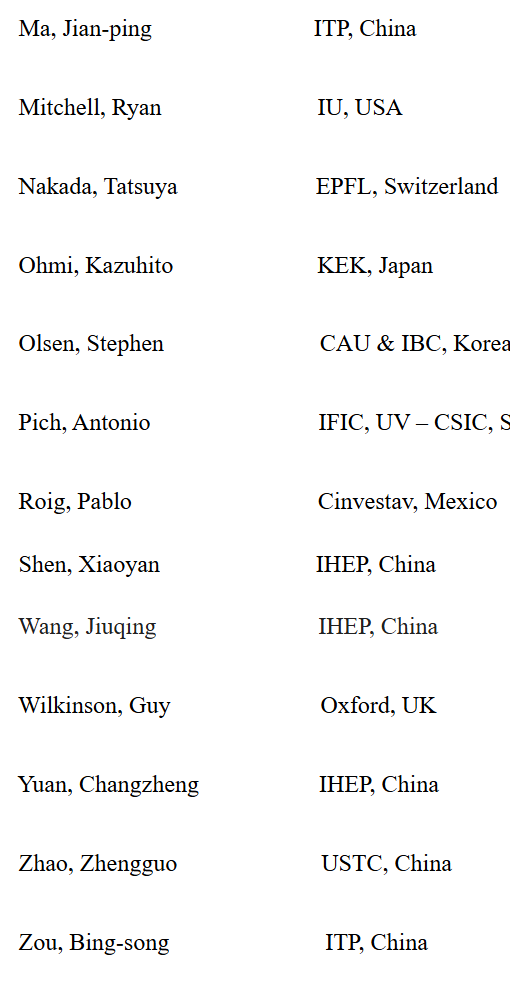 Ma, Jian-ping ITP, China
Mitchell, Ryan IU, USA
Nakada, Tatsuya EPFL, Switzerland
Ohmi, Kazuhito KEK, Japan
Olsen, Stephen CAU & IBC, Korea
Pich, Antonio IFIC, UV – CSIC, S
Roig, Pablo Cinvestav, Mexico
Shen, Xiaoyan IHEP, China
Wang, Jiuqing IHEP, China
Wilkinson, Guy Oxford, UK
Yuan, Changzheng IHEP, China
Zhao, Zhengguo USTC, China
Zou, Bing-song ITP, China